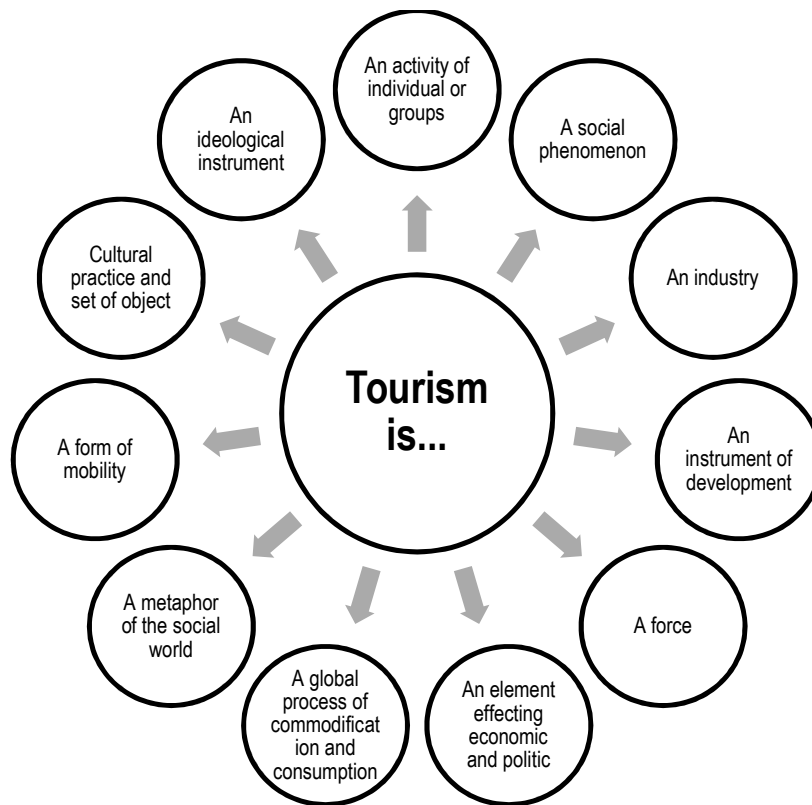 Tourism
is...
An activity of
individual or
groups
A social
phenomenon
An industry
An
instrument of
development
A force
An element
effecting
economic
and politic
A global
process of
commodificat
ion and
consumption
A metaphor
of the social
world
A form of
mobility
Cultural
practice and
set of object
An
ideological
instrument